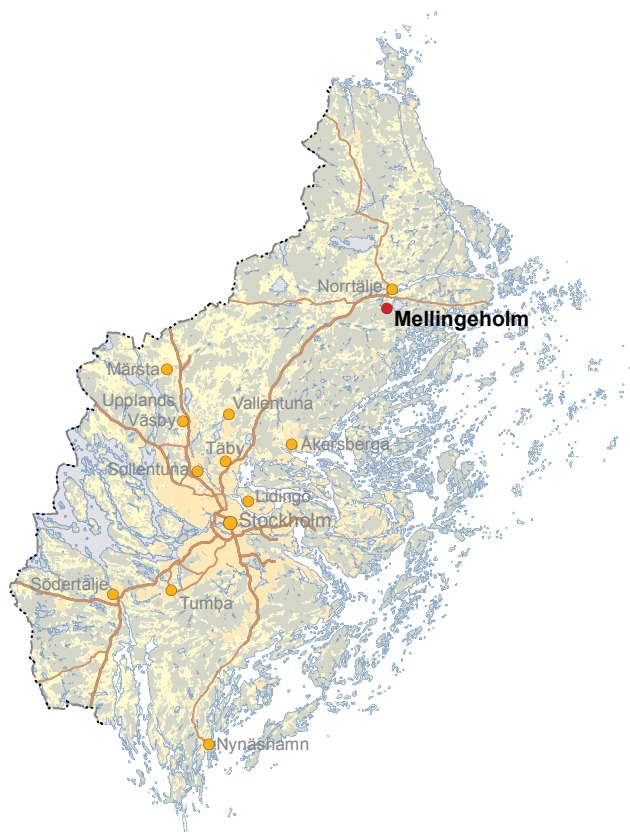 Norrtälje
Mellingeholm
Märsta
Upplands
Väsby
Vallentuna
Täby
Åkersberga
Sollentuna
Lidingö
Stockholm
Södertälje
Tumba
Nynäshamn